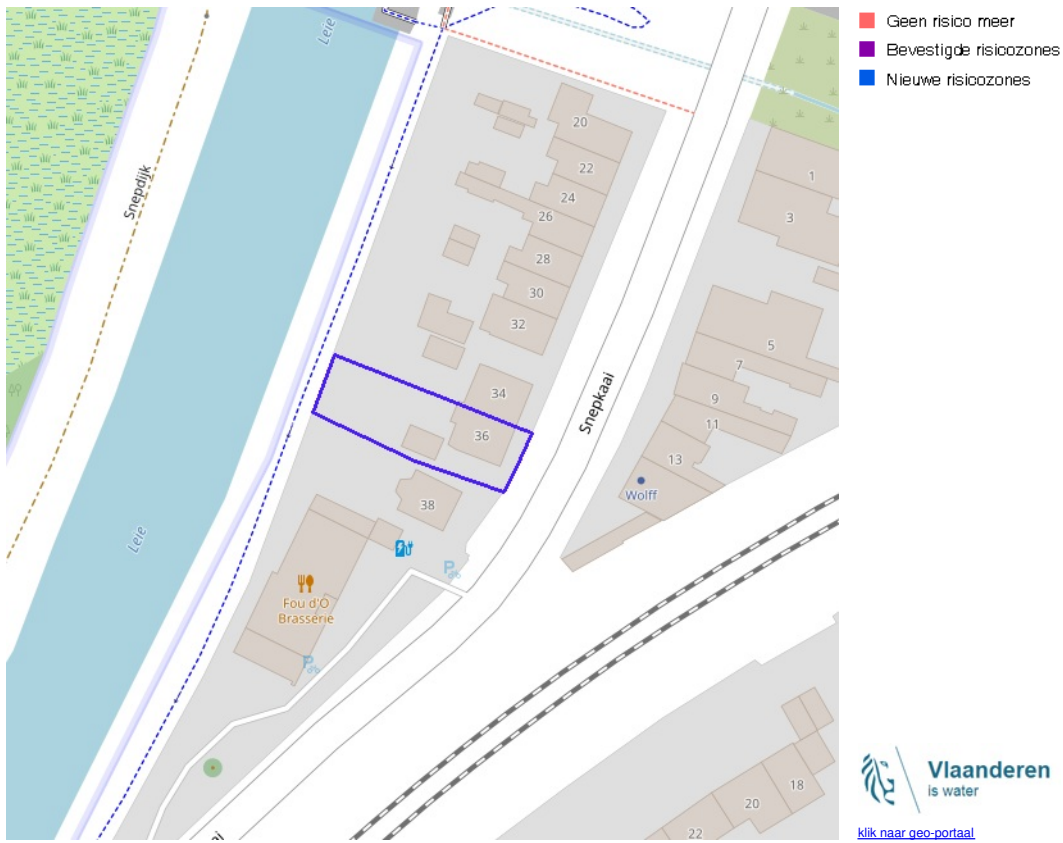 Leie
Snepdijk
20
22
24
26
28
30
32
34
36
38
Snepkaai
1
3
5
7
9
11
13
Wolff
Leie
Fou d'O
Brasserie
P
P
18
20
22
ai
Geen risico meer
Bevestigde risicozones
Nieuwe risicozones
Vlaanderen
is water
klik naar geo-portaal